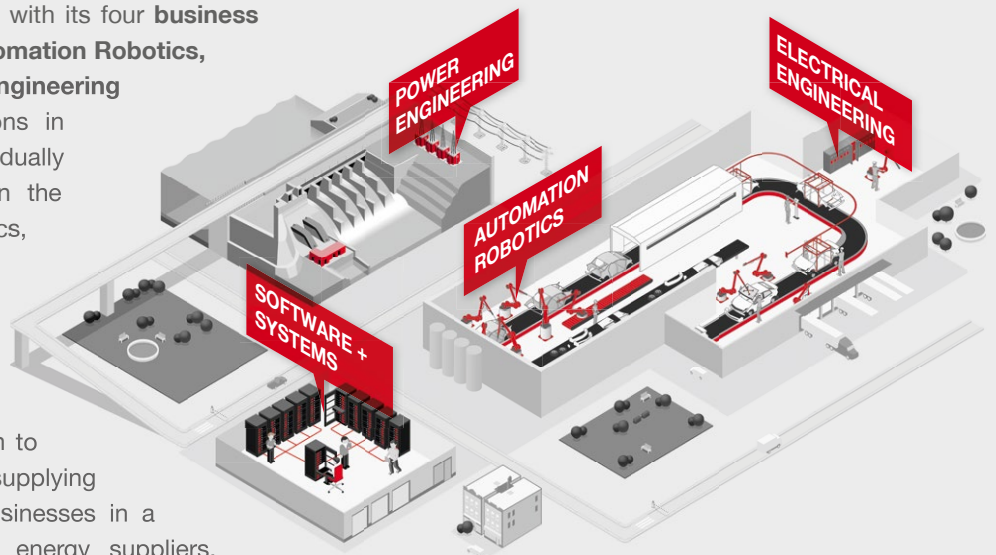 with its four business
omation Robotics,
ngineering
ons in
dually
n the
cs,
n to
supplying
usinesses in a
energy suppliers,
POWER
ENGINEERING
ELECTRICAL
ENGINEERING
AUTOMATION
ROBOTICS
SOFTWARE +
SYSTEMS